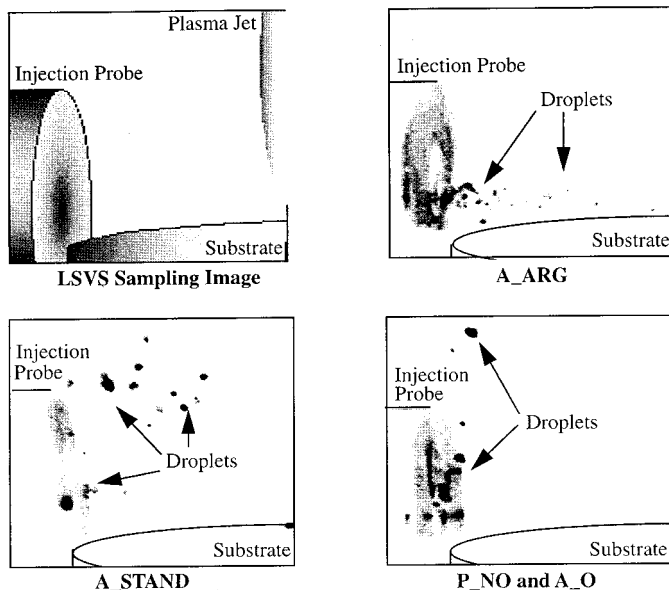 Plasma Jet
Injection Probe
Substrate
LSVS Sampling Image
Injection Probe
Droplets
Substrate
A_ARG
Injection
Probe
Droplets
Substrate
A_STAND
Injection
Probe
Droplets
Substrate
P_NO and A_O